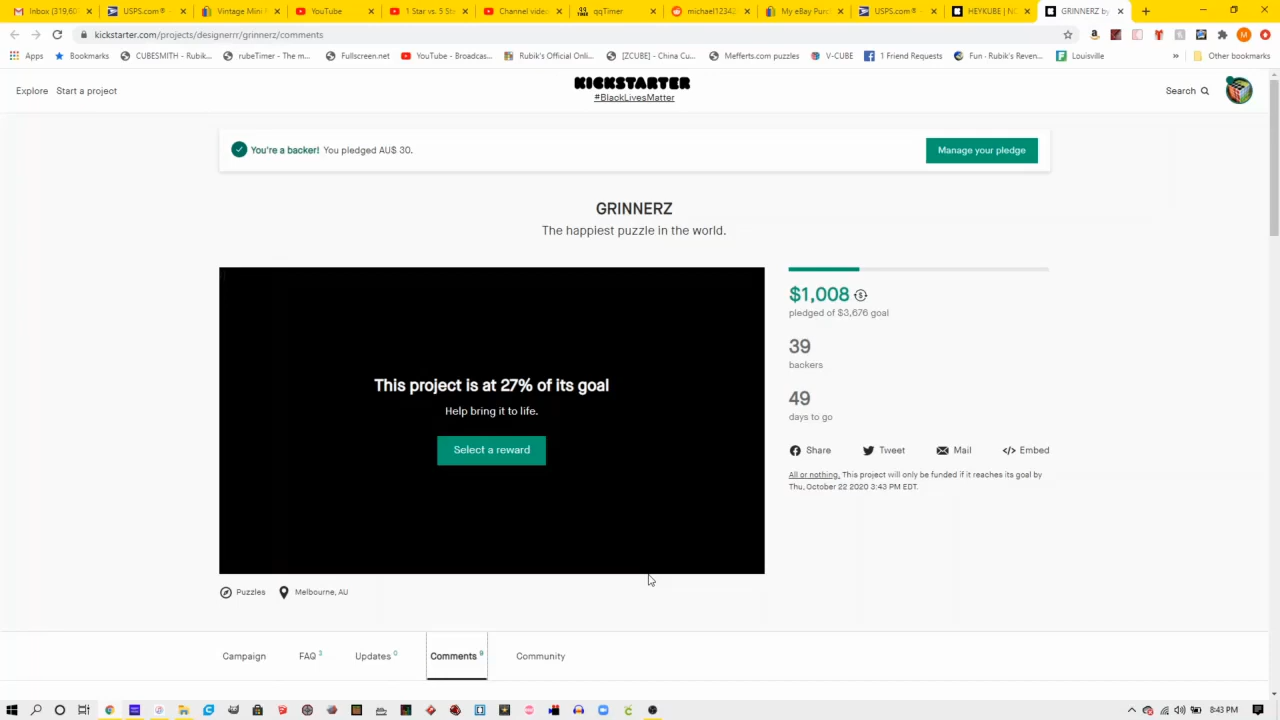 Inbox (319,60
USPS.com® -
Vintage Mini
YouTube
1 Star vs. 5 Ste
Channel video
qqTimer
michael12342
My eBay Purc
USPS.com® -
HEYKUBE | NO
GRINNERZ by
kickstarter.com/projects/designerrr/grinnerz/comments
Apps
Bookmarks
CUBESMITH - Rubik...
rubeTimer - The m...
Fullscreen.net
YouTube - Broadcas...
Rubik's Official Onli...
[ZCUBE] - China Cu...
Mefferts.com puzzles
V-CUBE
1 Friend Requests
Fun - Rubik's Reven...
Louisville
»
Other bookmarks
Explore
Start a project
KICKSTARTER
#BlackLivesMatter
Search
You're a backer! You pledged AU$ 30.
Manage your pledge
GRINNERZ
The happiest puzzle in the world.
This project is at 27% of its goal
Help bring it to life.
Select a reward
$1,008
pledged of $3,676 goal
39
backers
49
days to go
Share
Tweet
Mail
Embed
All or nothing. This project will only be funded if it reaches its goal by
Thu, October 22 2020 3:43 PM EDT.
Puzzles
Melbourne, AU
Campaign
FAQ 3
Updates 0
Comments 9
Community
8:43 PM